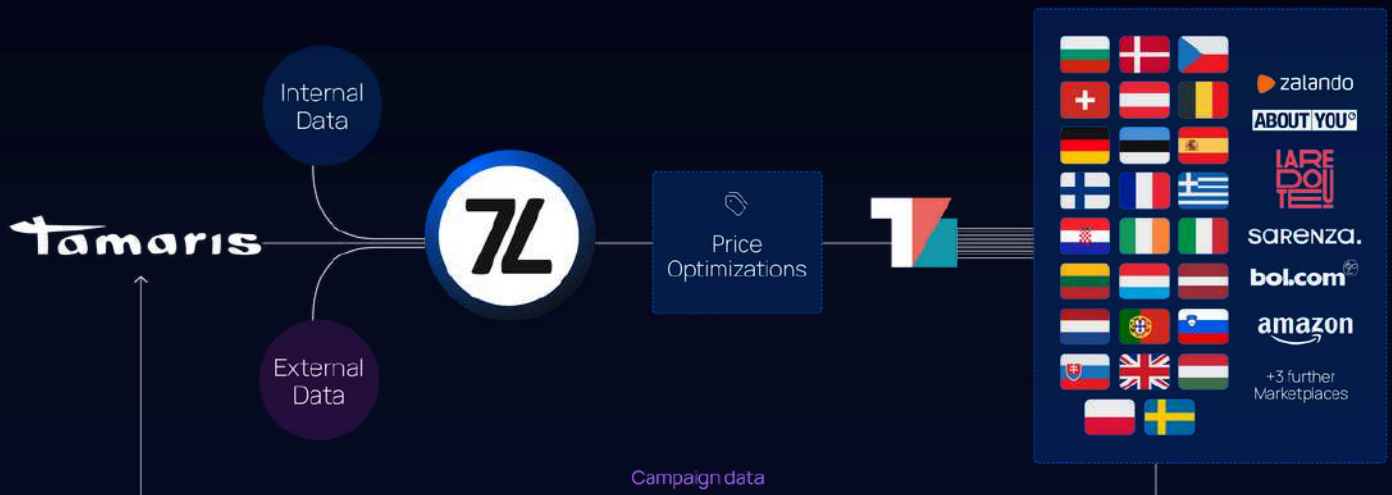 Internal
Data
tamaris
7L
External
Data
Price
Optimizations
zalando
ABOUT YOU°
LA REDOUTE
sarenza.
bol.com
amazon
+3 further
Marketplaces
Campaign data